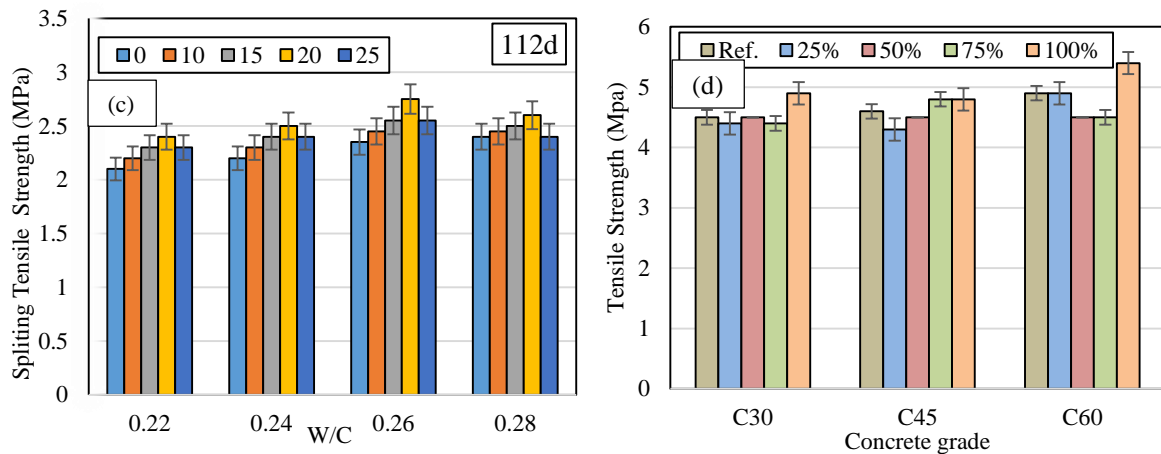 3.5
3
2.5
2
1.5
1
0.5
0
Spliting Tensile Strength (MPa)
0 10 15 20 25
112d
(c)
0.22 0.24 0.26 0.28
W/C
6
5
4
3
2
1
0
Tensile Stremgth (Mpa)
Ref. 25% 50% 75% 100%
(d)
C30 C45 C60
Concrete grade